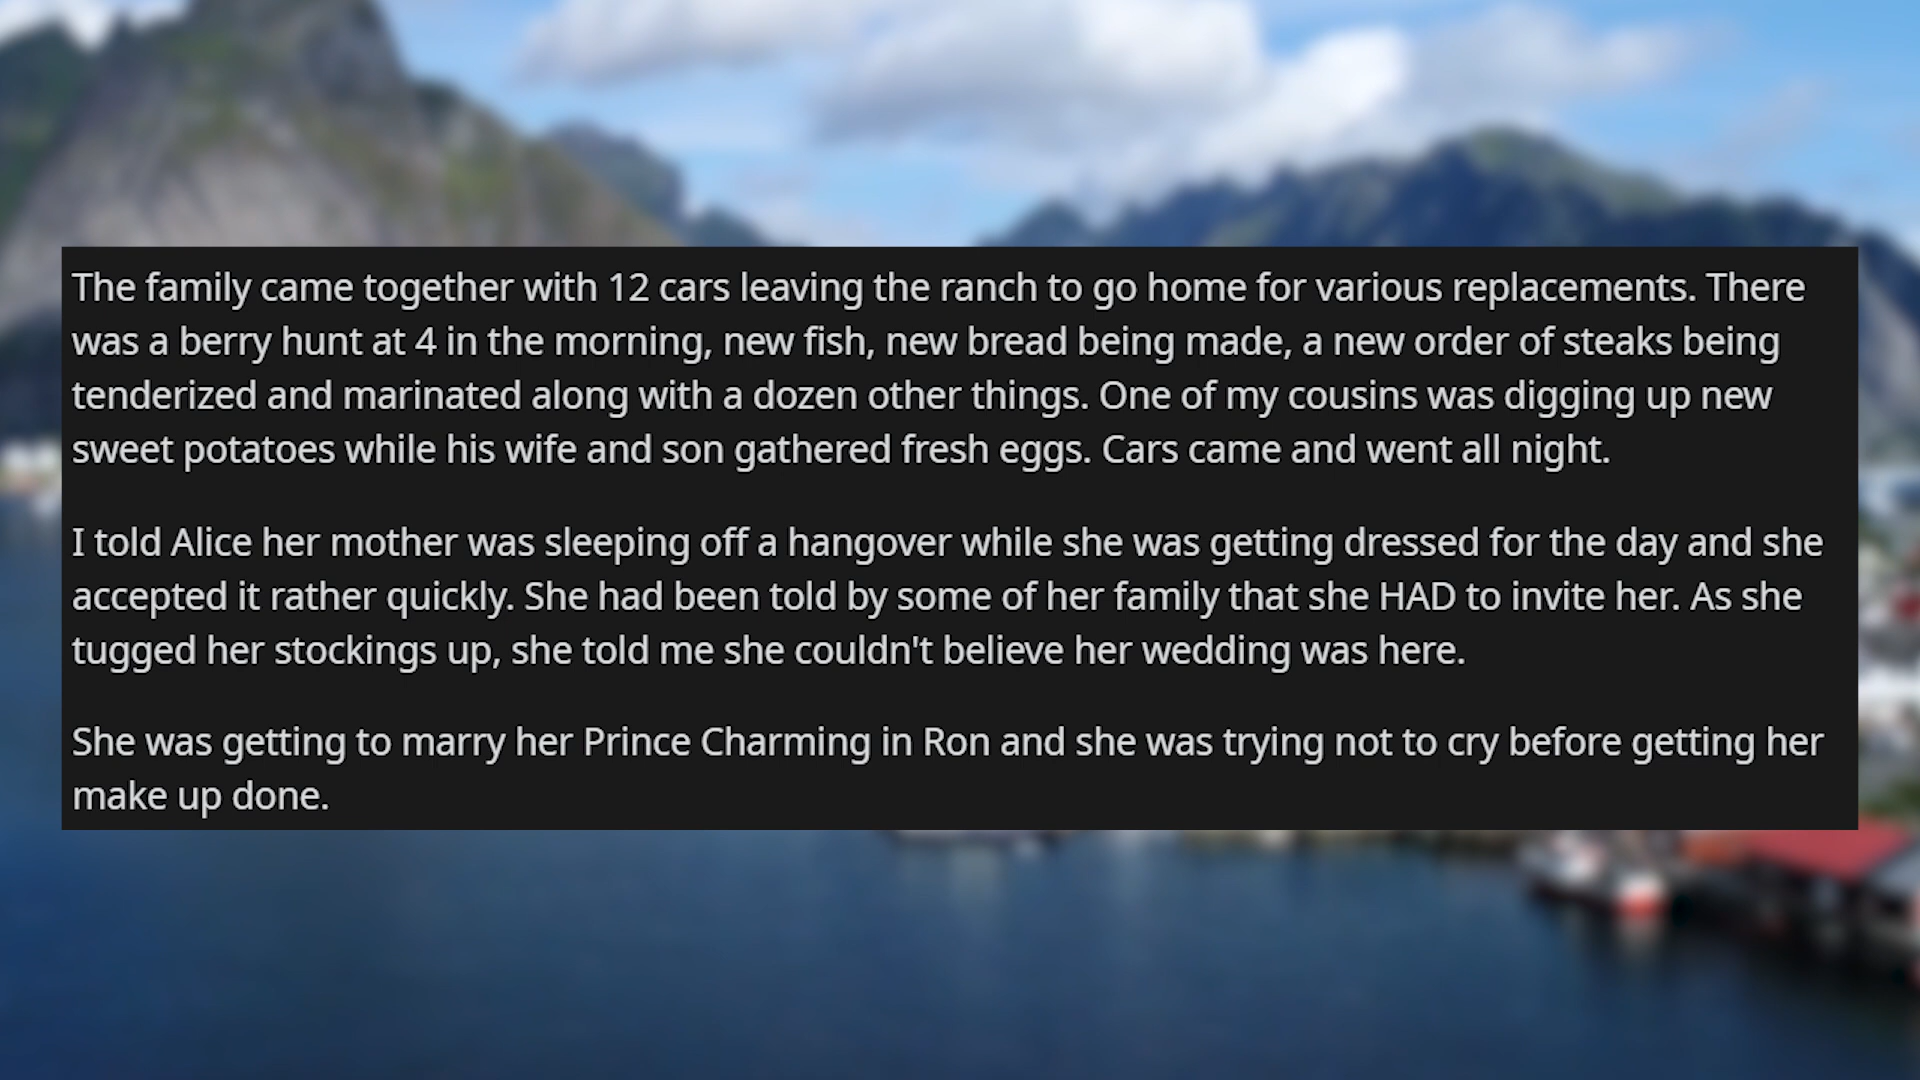 The family came together with 12 cars leaving the ranch to go home for various replacements. There
was a berry hunt at 4 in the morning, new fish, new bread being made, a new order of steaks being
tenderized and marinated along with a dozen other things. One of my cousins was digging up new
sweet potatoes while his wife and son gathered fresh eggs. Cars came and went all night.
I told Alice her mother was sleeping off a hangover while she was getting dressed for the day and she
accepted it rather quickly. She had been told by some of her family that she HAD to invite her. As she
tugged her stockings up, she told me she couldn't believe her wedding was here.
She was getting to marry her Prince Charming in Ron and she was trying not to cry before getting her
make up done.